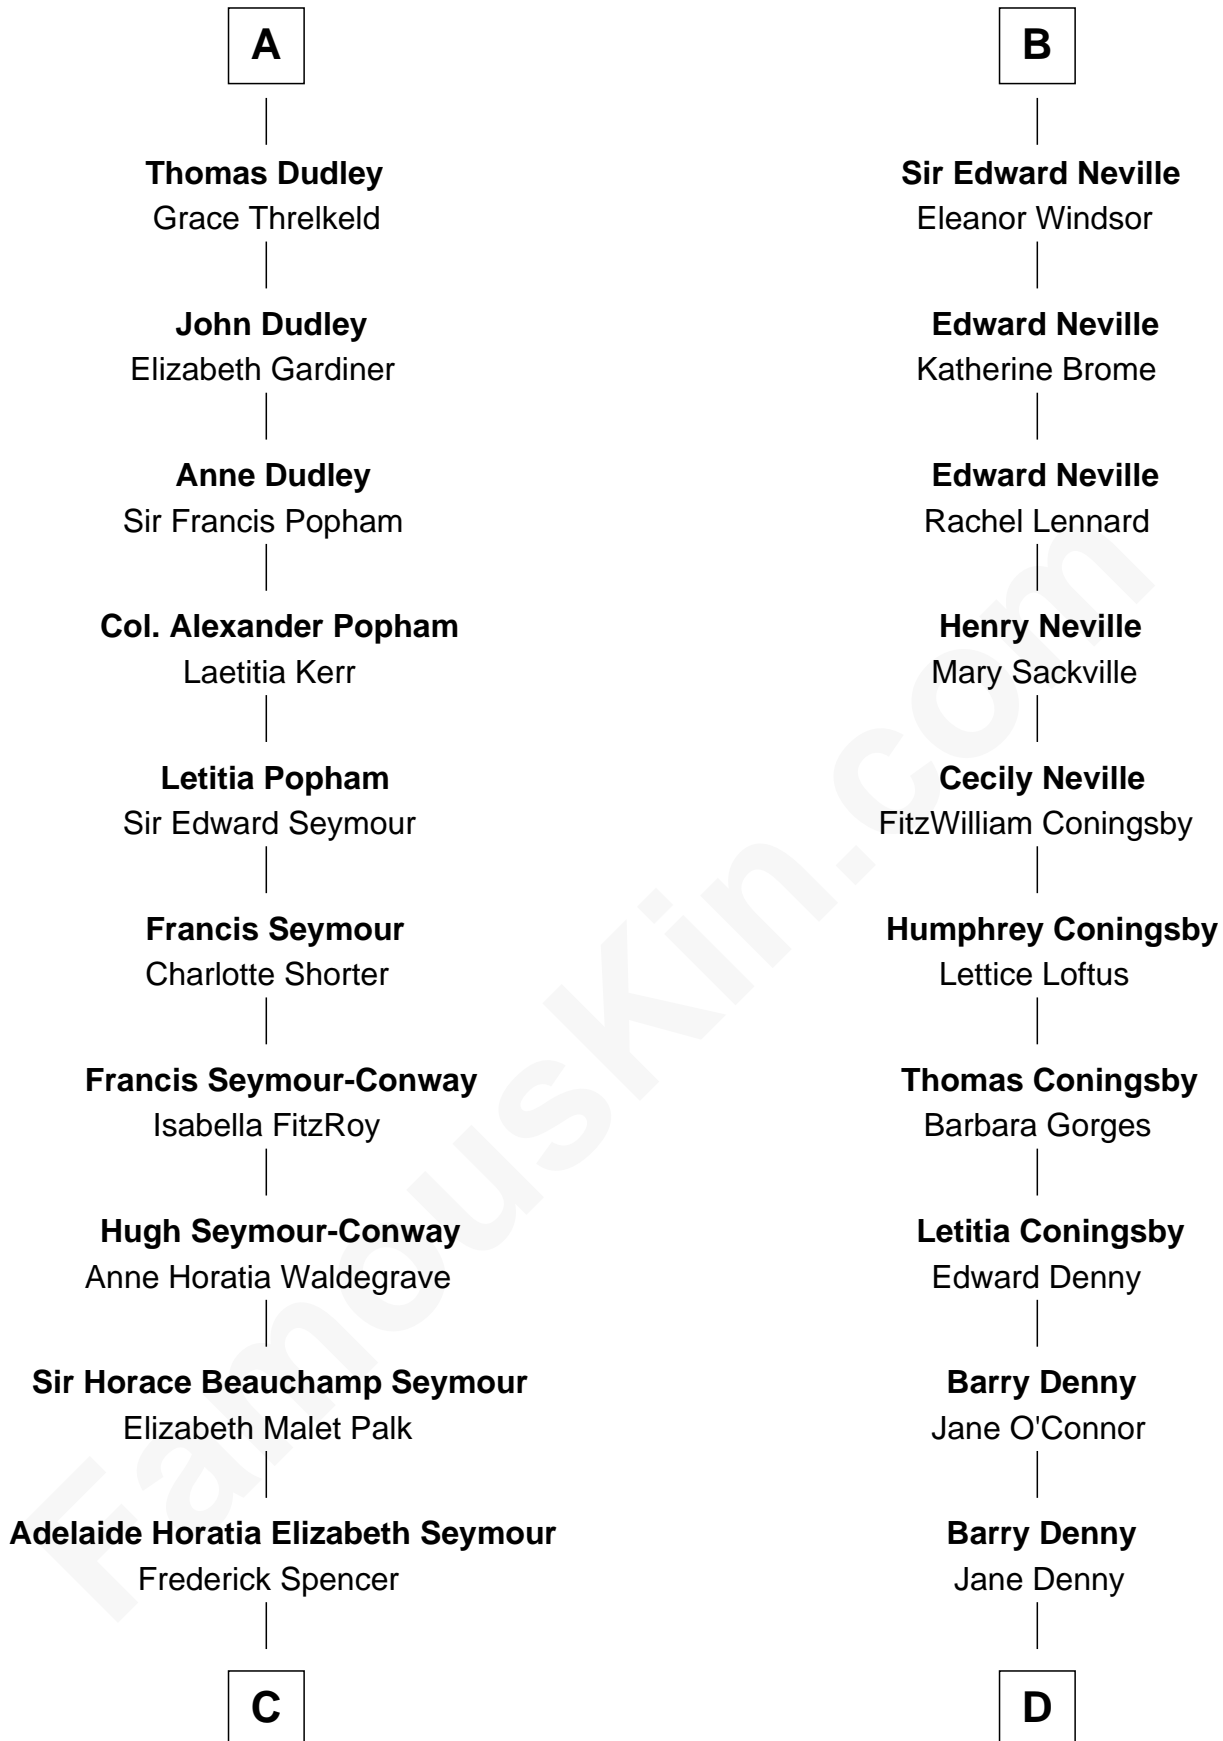 A
Thomas Dudley
Grace Threlkeld
John Dudley
Elizabeth Gardiner
Anne Dudley
Sir Francis Popham
Col. Alexander Popham
Laetitia Kerr
Letitia Popham
Sir Edward Seymour
Francis Seymour
Charlotte Shorter
Francis Seymour-Conway
Isabella FitzRoy
Hugh Seymour-Conway
Anne Horatia Waldegrave
Sir Horace Beauchamp Seymour
Elizabeth Malet Palk
Adelaide Horatia Elizabeth Seymour
Frederick Spencer
C
B
Sir Edward Neville
Eleanor Windsor
Edward Neville
Katherine Brome
Edward Neville
Rachel Lennard
Henry Neville
Mary Sackville
Cecily Neville
FitzWilliam Coningsby
Humphrey Coningsby
Lettice Loftus
Thomas Coningsby
Barbara Gorges
Letitia Coningsby
Edward Denny
Barry Denny
Jane O'Connor
Barry Denny
Jane Denny
D
FamousKin.com